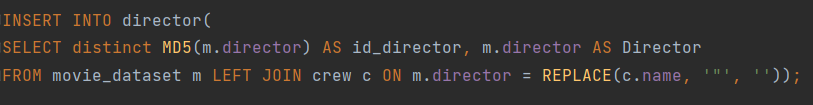 INSERT INTO director(
SELECT distinct MD5(m.director) AS id_director, m.director AS Director
FROM movie_dataset m LEFT JOIN crew c ON m.director = REPLACE(c.name, '"', ''));